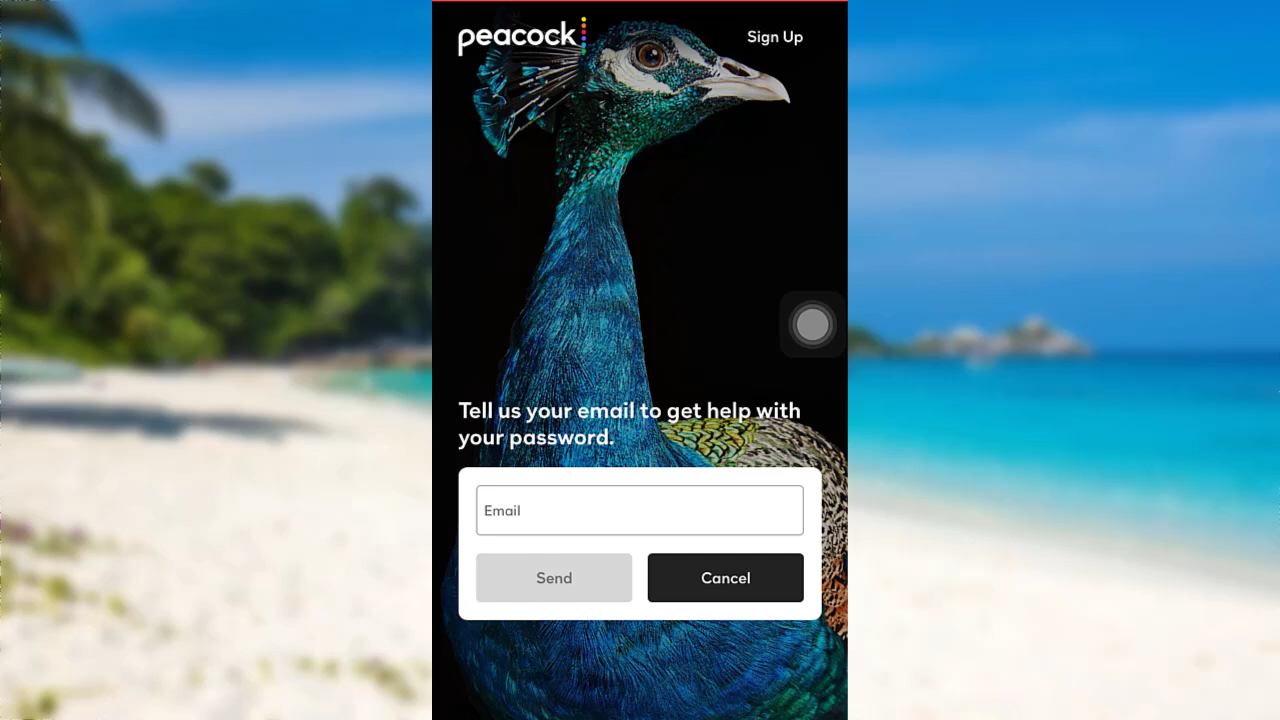 peacock
Sign Up
Tell us your email to get help with
your password.
Email
Send
Cancel